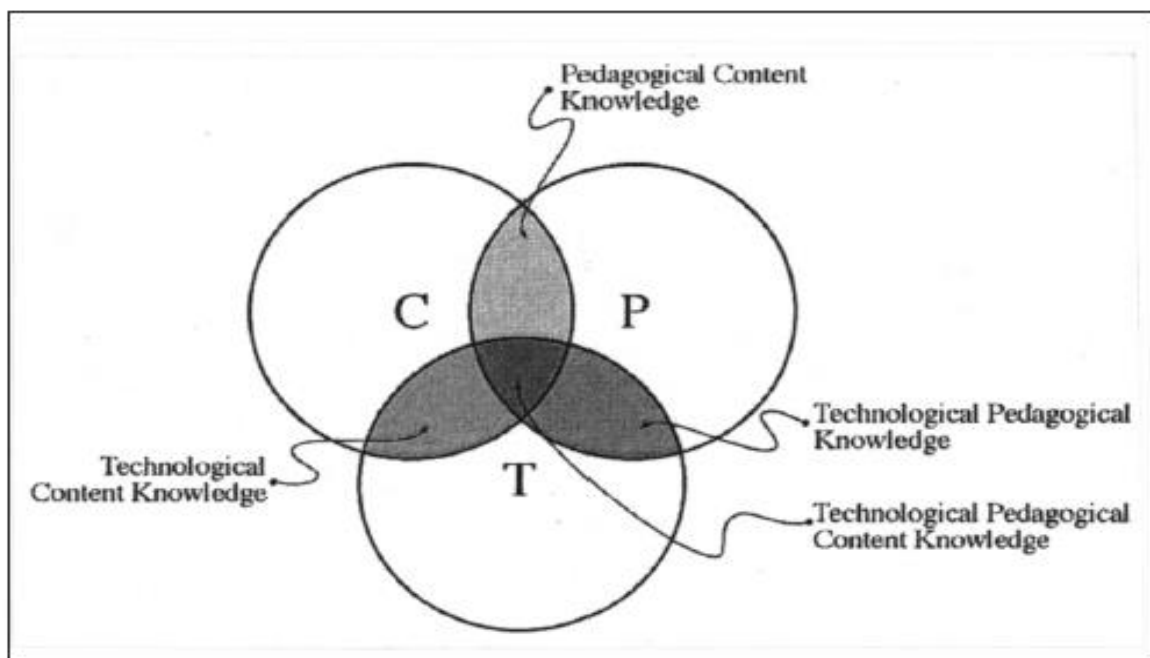 Pedagogical Content
Knowledge
C
P
Technological Pedagogical
Knowledge
Technological
Content Knowledge
T
Technological Pedagogical
Content Knowledge